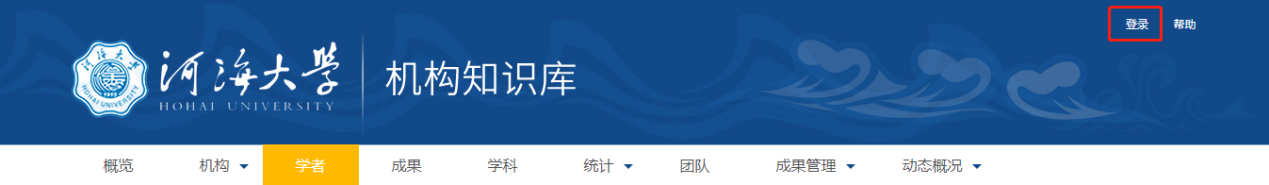 登录 帮助
河海大学 机构知识库
HOHAI UNIVERSITY
概览 机构 学者 成果 学科 统计 团队 成果管理 动态概况